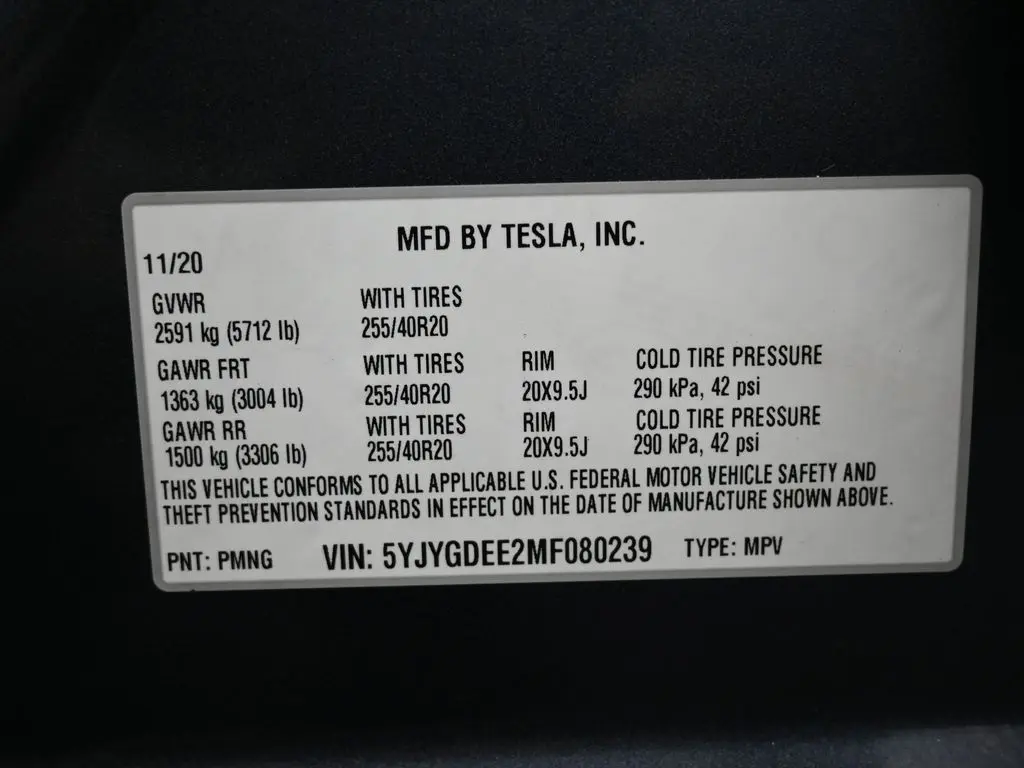 MFD BY TESLA, INC.
11/20
GVWR WITH TIRES
2591 kg (5712 lb) 255/40R20
GAWR FRT WITH TIRES RIM COLD TIRE PRESSURE
1363 kg (3004 lb) 255/40R20 20X9.5J 290 kPa, 42 psi
GAWR RR WITH TIRES RIM COLD TIRE PRESSURE
1500 kg (3306 lb) 255/40R20 20X9.5J 290 kPa, 42 psi
THIS VEHICLE CONFORMS TO ALL APPLICABLE U.S. FEDERAL MOTOR VEHICLE SAFETY AND
THEFT PREVENTION STANDARDS IN EFFECT ON THE DATE OF MANUFACTURE SHOWN ABOVE.
PNT: PMNG VIN: 5YJYGDEE2MF080239 TYPE: MPV